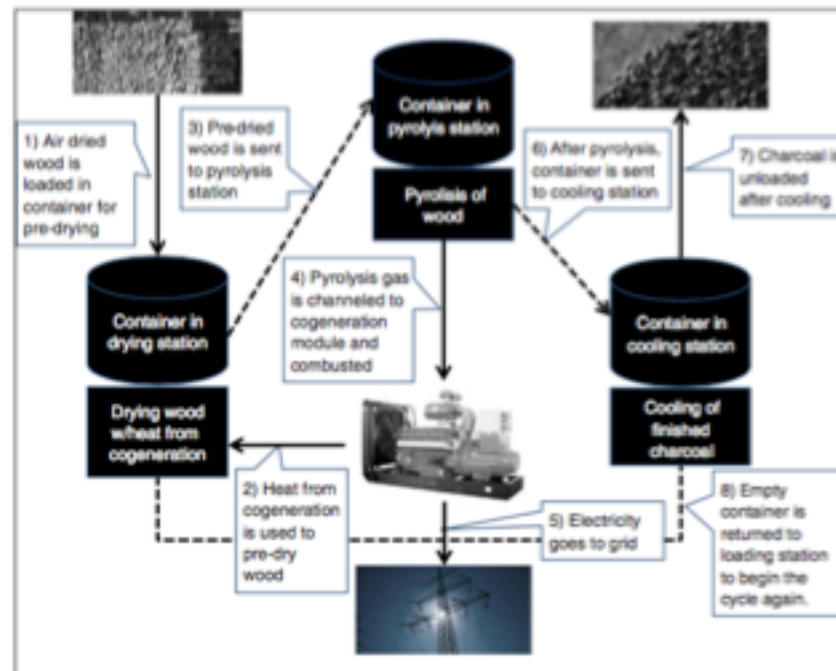 Container in
pyrolyis station
Pyrolisis of
wood
1) Air dried
wood is
loaded in
container for
pre-drying
3) Pre-dried
wood is sent
to pyrolysis
station
6) After pyrolysis,
container is sent
to cooling station
7) Charcoal is
unloaded
after cooling
4) Pyrolysis gas
is channeled to
cogeneration
module and
combusted
Container in
drying station
Drying wood
w/heat from
cogeneration
Container in
cooling station
Cooling of
finished
charcoal
2) Heat from
cogeneration
is used to
pre-dry
wood
5) Electricity
goes to grid
8) Empty
container is
returned to
loading station
to begin the
cycle again.